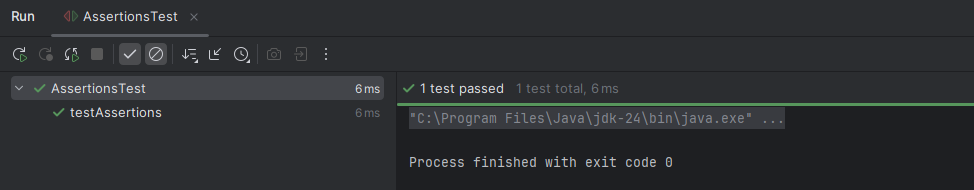 Run AssertionsTest
AssertionsTest 6 ms
testAssertions 6 ms
1 test passed 1 test total, 6 ms
"C:\Program Files\Java\jdk-24\bin\java.exe" ...
Process finished with exit code 0